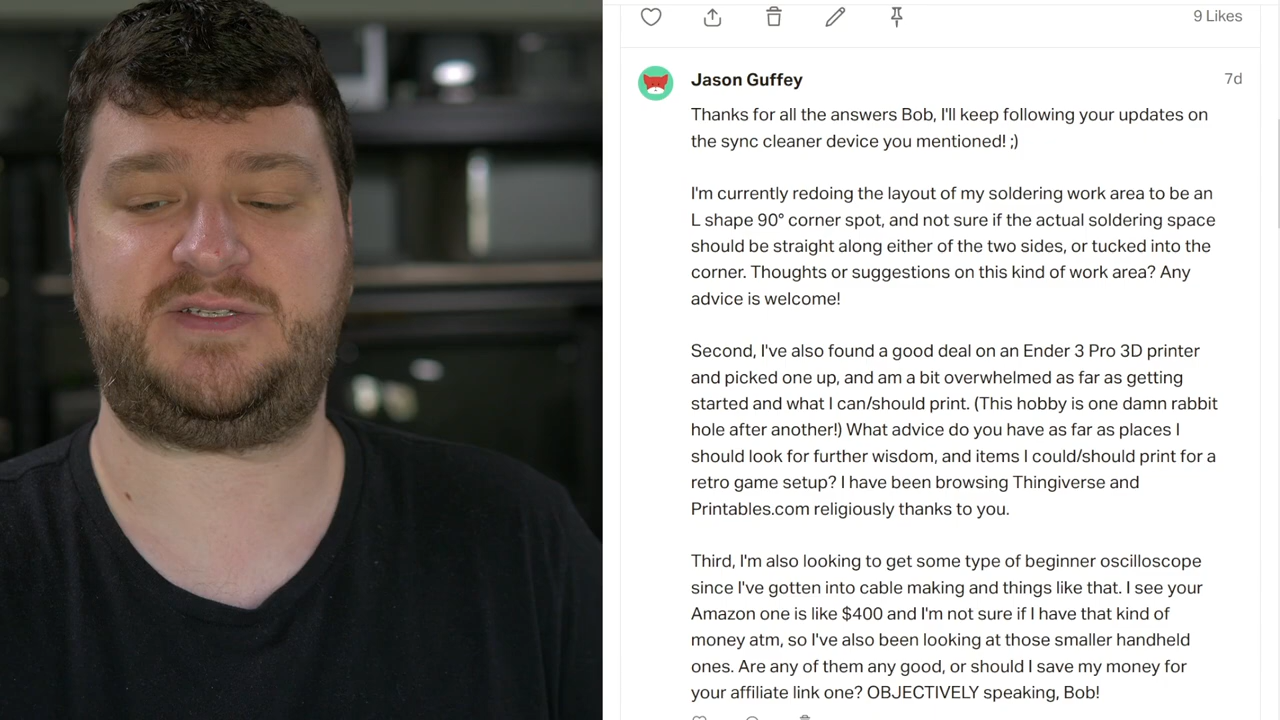 9 Likes
Jason Guffey
7d
Thanks for all the answers Bob, I'll keep following your updates on
the sync cleaner device you mentioned! ;)
I'm currently redoing the layout of my soldering work area to be an
L shape 90° corner spot, and not sure if the actual soldering space
should be straight along either of the two sides, or tucked into the
corner. Thoughts or suggestions on this kind of work area? Any
advice is welcome!
Second, I've also found a good deal on an Ender 3 Pro 3D printer
and picked one up, and am a bit overwhelmed as far as getting
started and what I can/should print. (This hobby is one damn rabbit
hole after another!) What advice do you have as far as places I
should look for further wisdom, and items I could/should print for a
retro game setup? I have been browsing Thingiverse and
Printables.com religiously thanks to you.
Third, I'm also looking to get some type of beginner oscilloscope
since I've gotten into cable making and things like that. I see your
Amazon one is like $400 and I'm not sure if I have that kind of
money atm, so I've also been looking at those smaller handheld
ones. Are any of them any good, or should I save my money for
your affiliate link one? OBJECTIVELY speaking, Bob!